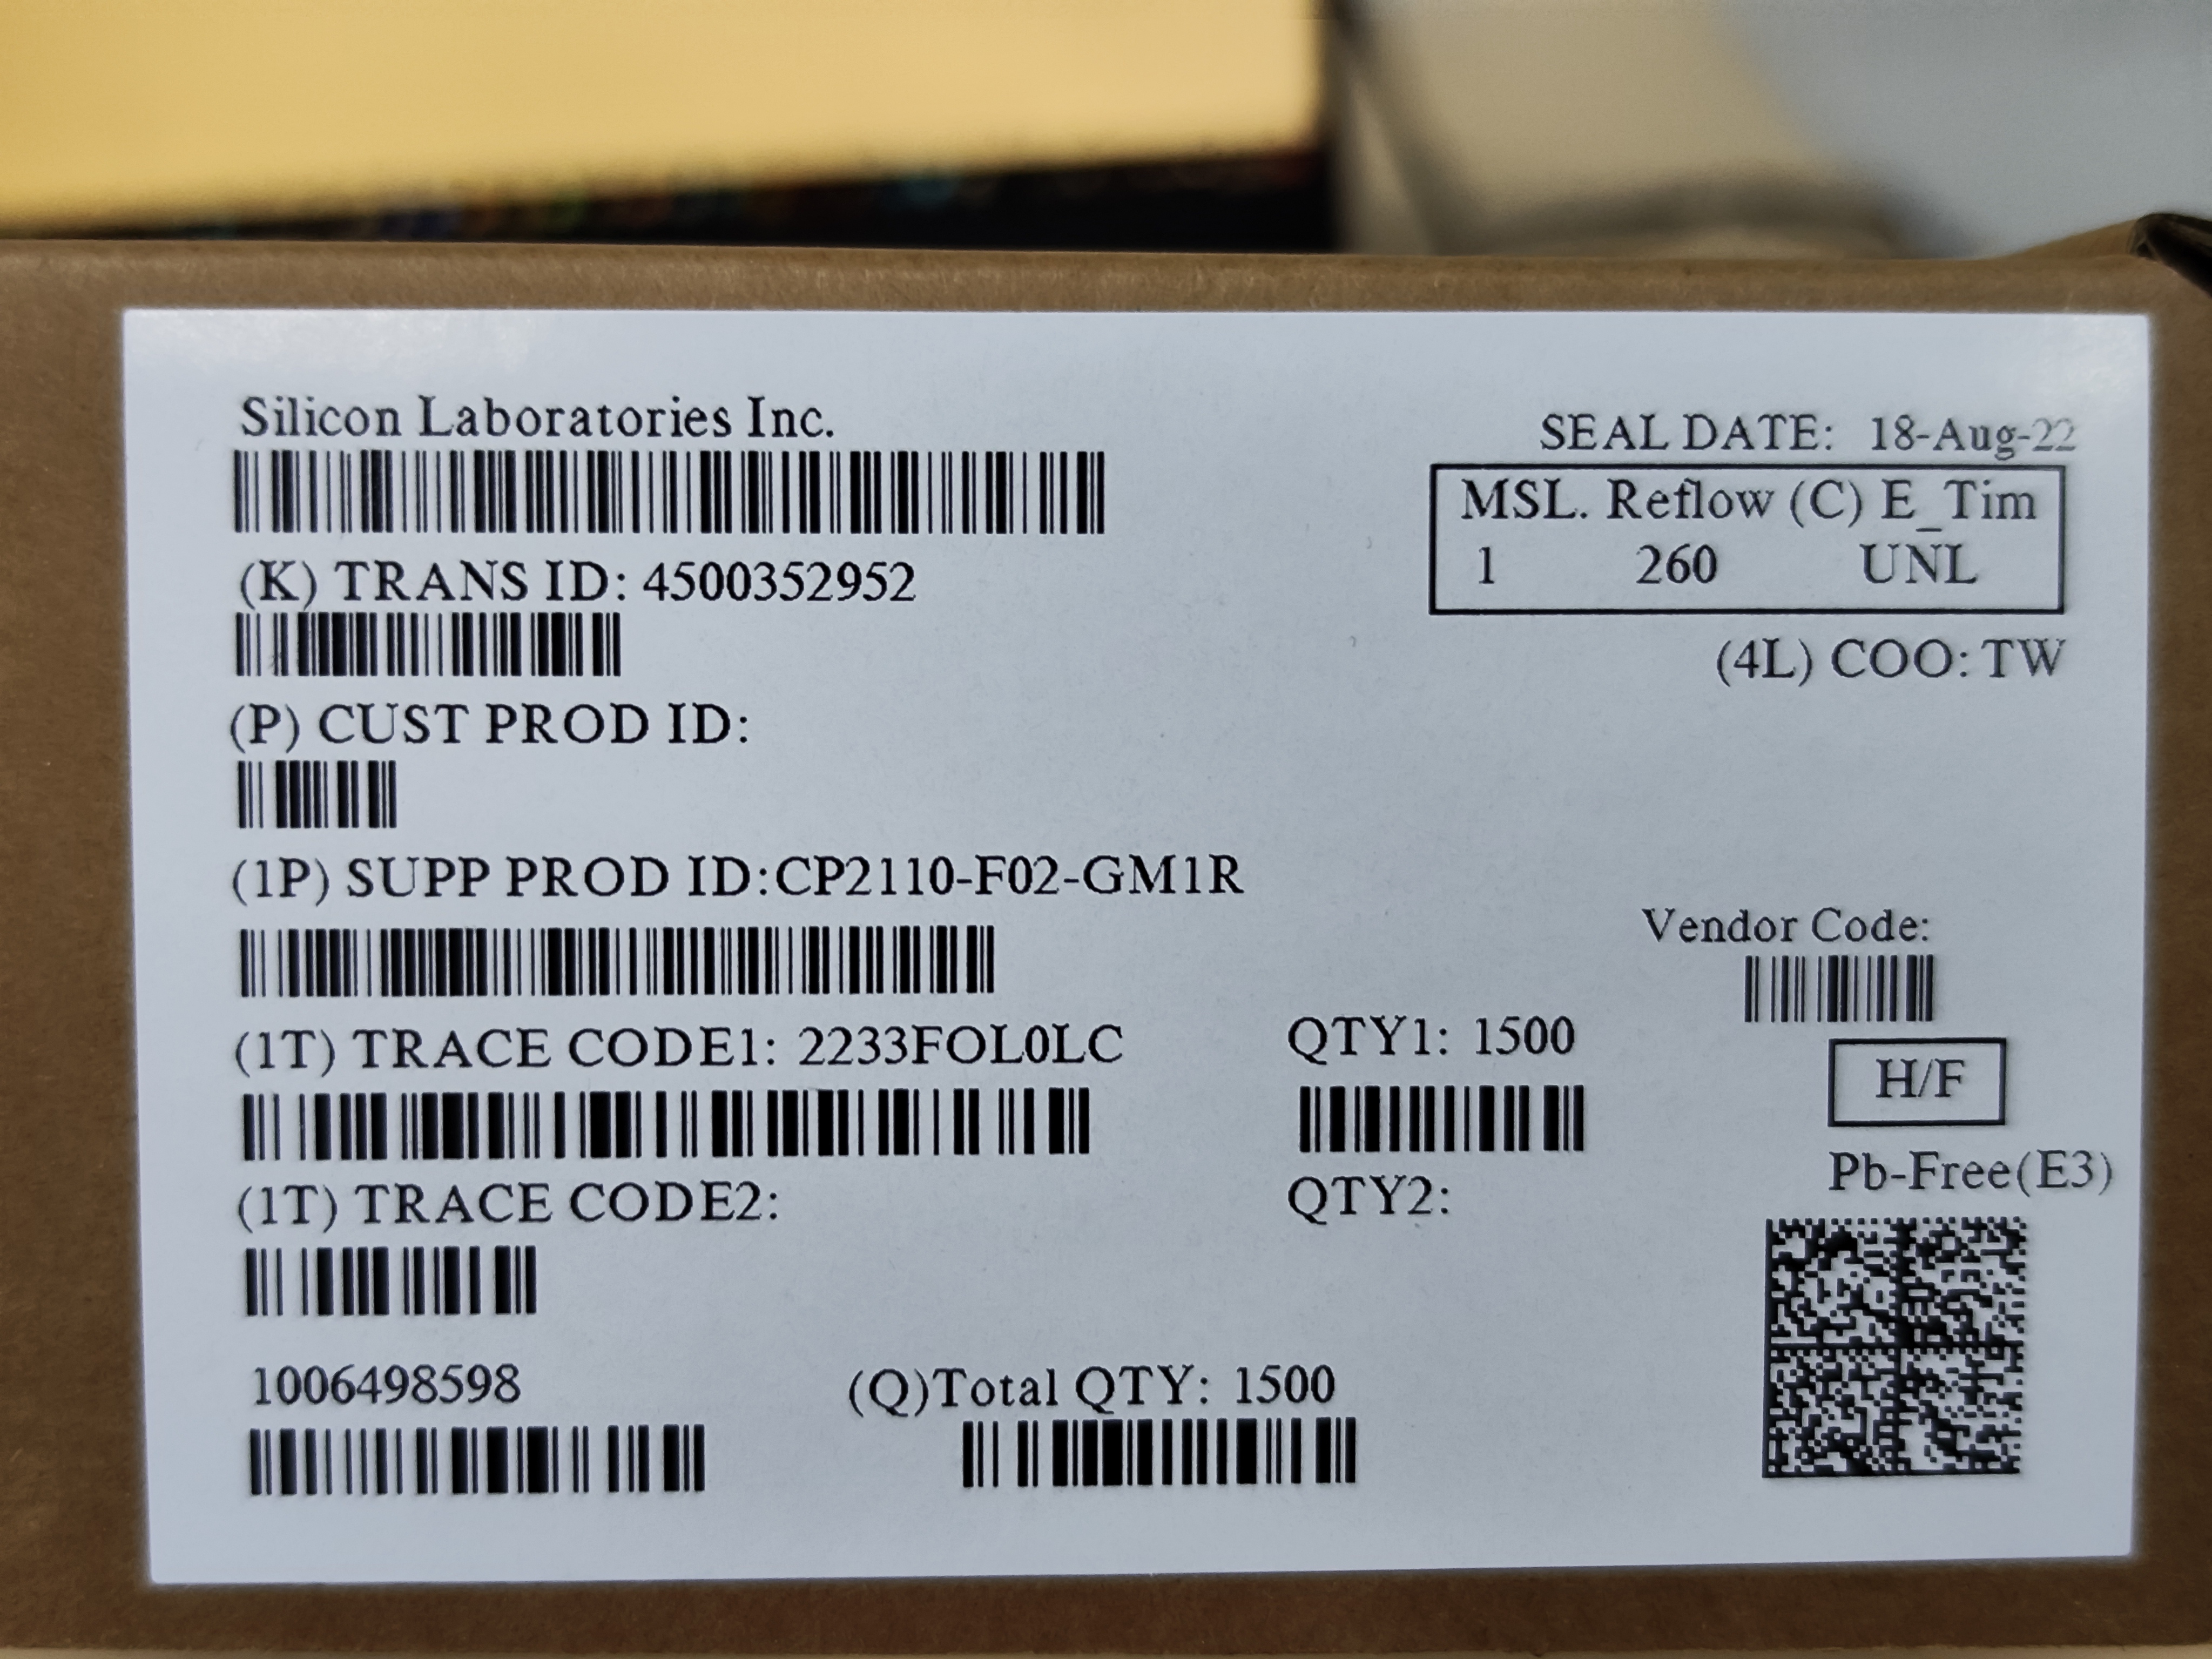 Silicon Laboratories Inc.
SEAL DATE: 18-Aug-22
MSL. Reflow (C) E_Tim
1 260 UNL
(K) TRANS ID: 4500352952
(4L) COO: TW
(P) CUST PROD ID:
(1P) SUPP PROD ID:CP2110-F02-GM1R
Vendor Code:
(1T) TRACE CODE1: 2233FOL0LC
QTY1: 1500
H/F
Pb-Free(E3)
(1T) TRACE CODE2:
QTY2:
1006498598
(Q)Total QTY: 1500